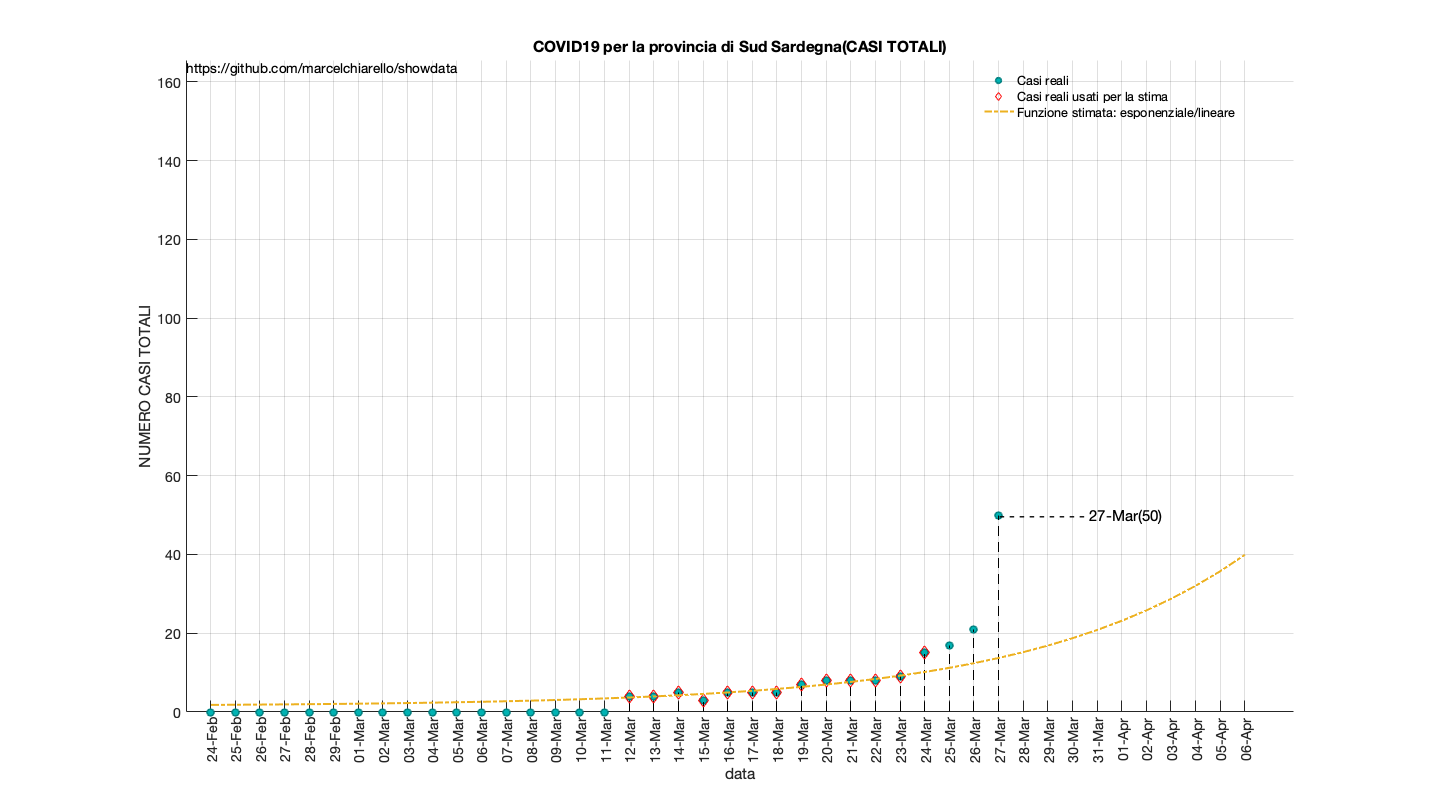 COVID19 per la provincia di Sud Sardegna(CASI TOTALI)
https://github.com/marcelchiarello/showdata
Casi reali
Casi reali usati per la stima
Funzione stimata: esponenziale/lineare
NUMERO CASI TOTALI
160
140
120
100
80
60
40
20
0
27-Mar(50)
24-Feb
25-Feb
26-Feb
27-Feb
28-Feb
29-Feb
01-Mar
02-Mar
03-Mar
04-Mar
05-Mar
06-Mar
07-Mar
08-Mar
09-Mar
10-Mar
11-Mar
12-Mar
13-Mar
14-Mar
15-Mar
16-Mar
17-Mar
18-Mar
19-Mar
20-Mar
21-Mar
22-Mar
23-Mar
24-Mar
25-Mar
26-Mar
27-Mar
28-Mar
29-Mar
30-Mar
31-Mar
01-Apr
02-Apr
03-Apr
04-Apr
05-Apr
06-Apr
data